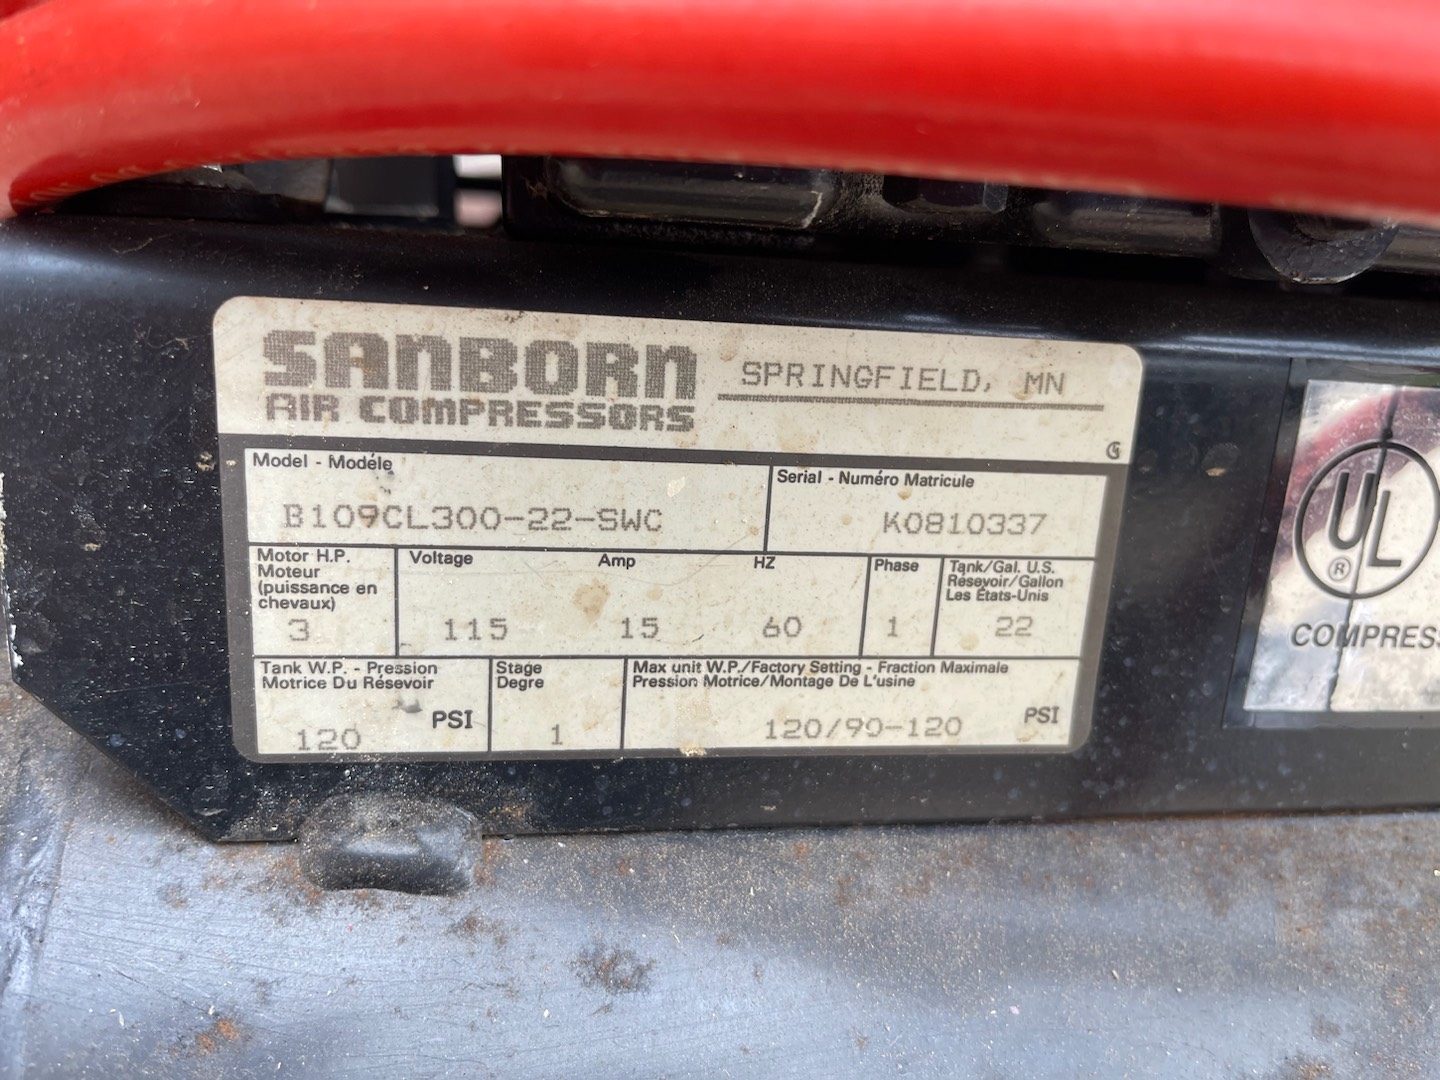 SANBORN
AIR COMPRESSORS
SPRINGFIELD, MN
Model - Modéle
B109CL300-22-SWC
Serial - Numéro Matricule
K0810337
Motor H.P.
Moteur
(puissance en
chevaux)
3
Voltage
115
Amp
15
HZ
60
Phase
1
Tank/Gal. U.S.
Résevoir/Gallon
Les États-Unis
22
Tank W.P. - Pression
Motrice Du Résevoir
120 PSI
Stage
Degre
1
Max unit W.P./Factory Setting - Fraction Maximale
Pression Motrice/Montage De L'usine
120/90-120 PSI
UL
®
COMPRESS